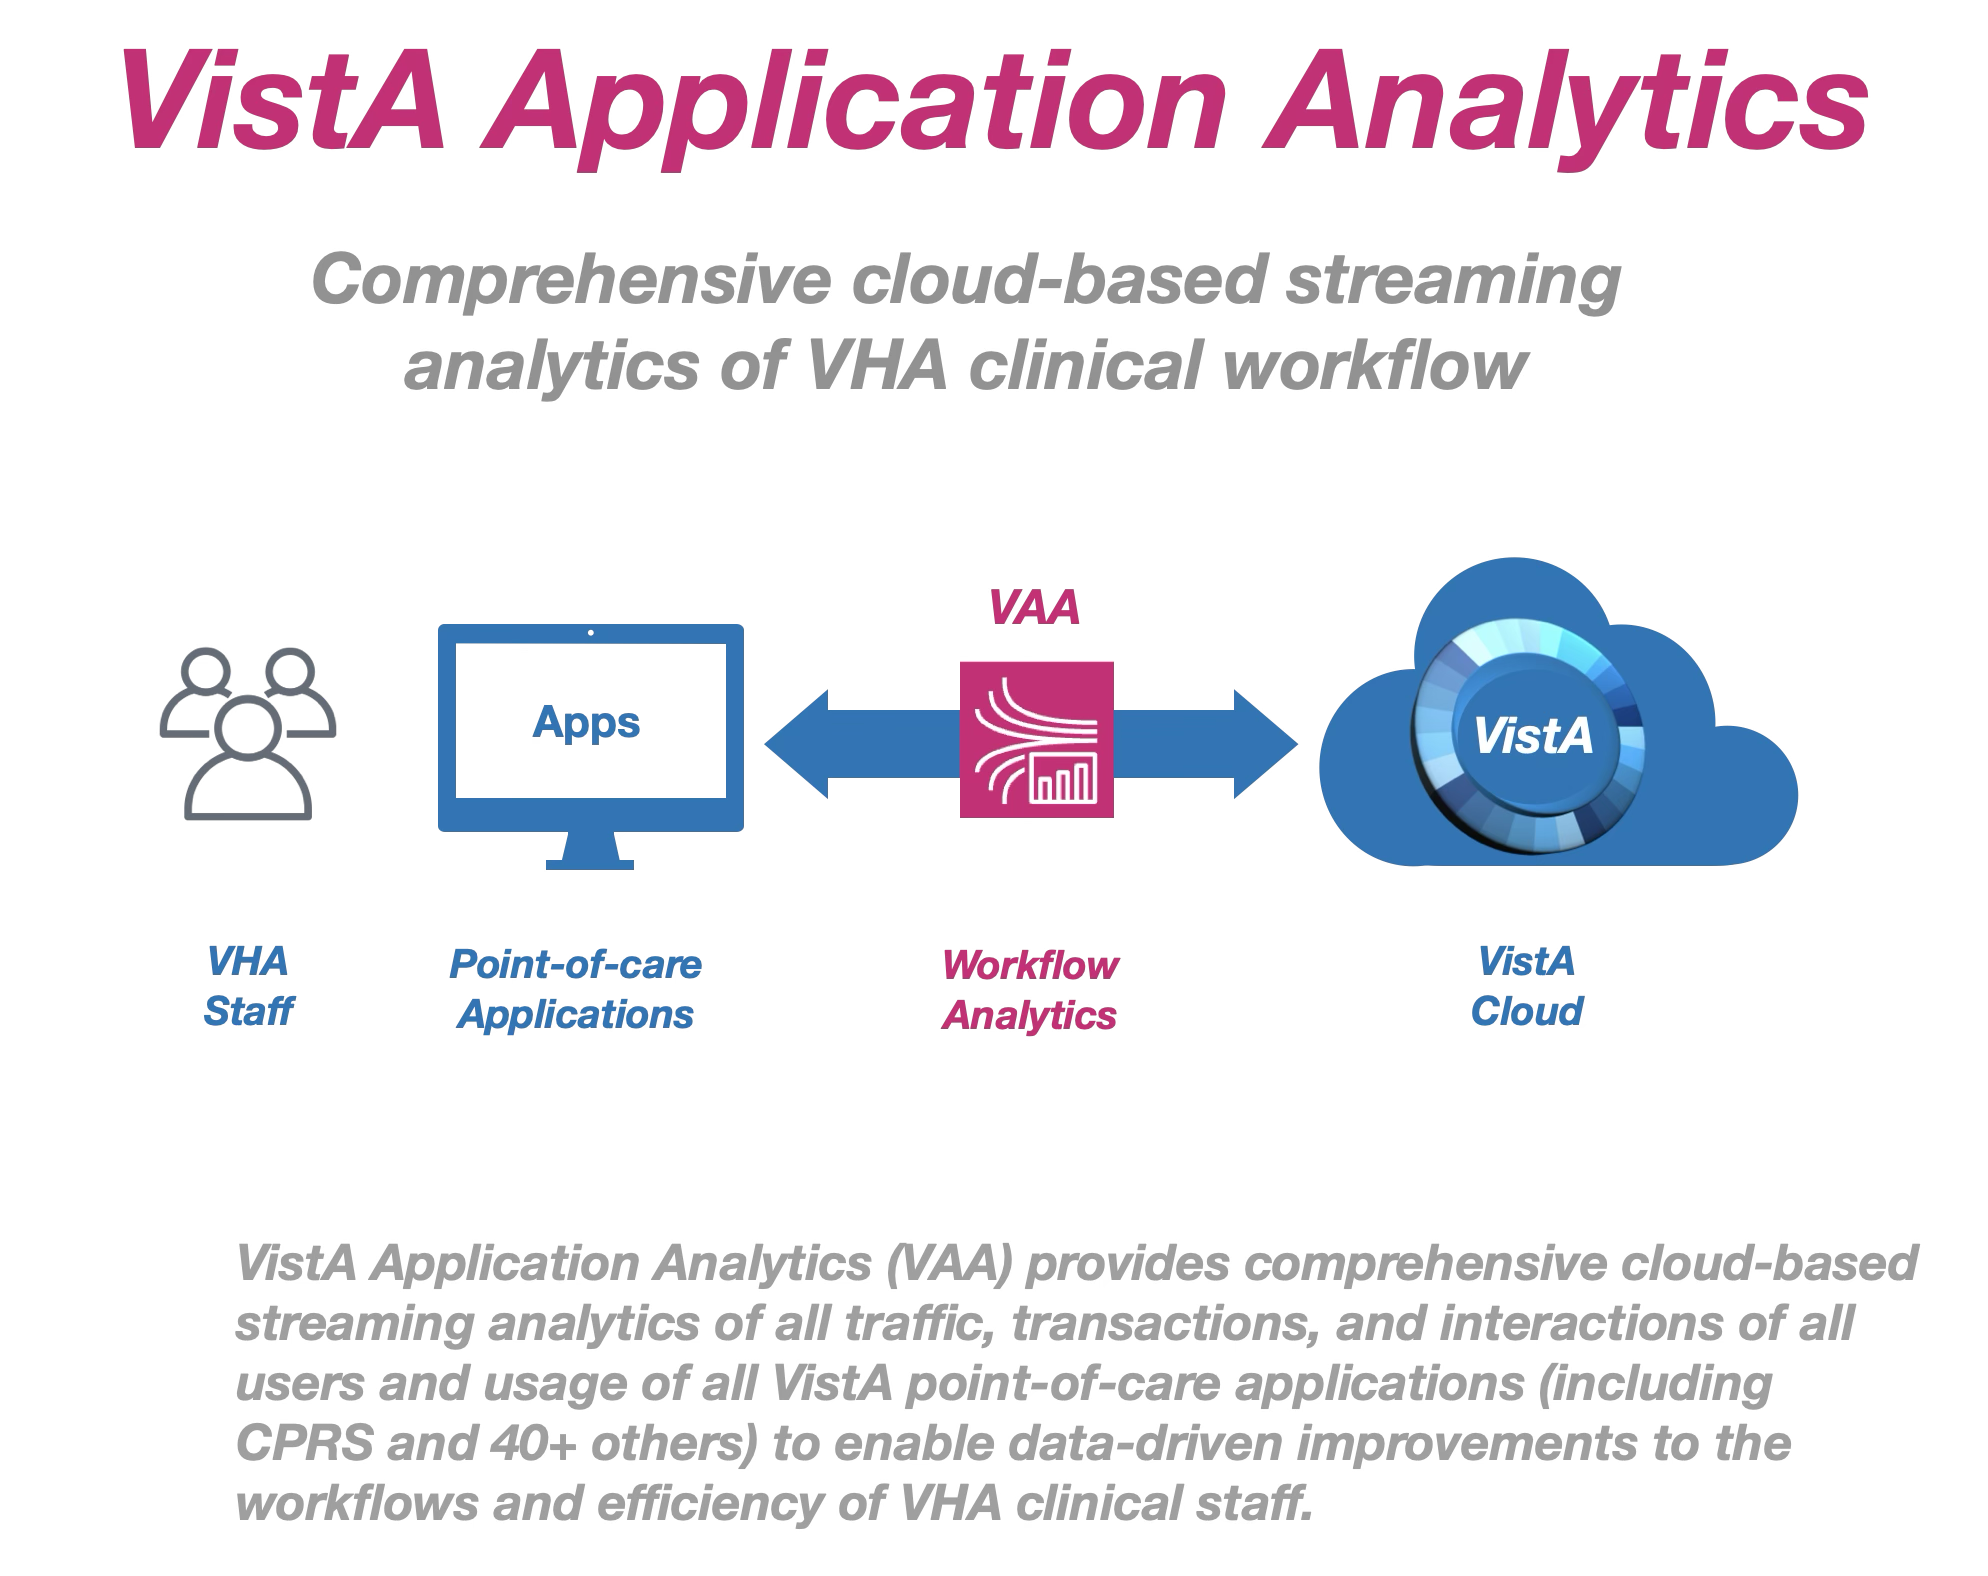 VistA Application Analytics
Comprehensive cloud-based streaming
analytics of VHA clinical workflow
VAA
Apps
VistA
VHA
Staff
Point-of-care
Applications
Workflow
Analytics
VistA
Cloud
VistA Application Analytics (VAA) provides comprehensive cloud-based
streaming analytics of all traffic, transactions, and interactions of all
users and usage of all VistA point-of-care applications (including
CPRS and 40+ others) to enable data-driven improvements to the
workflows and efficiency of VHA clinical staff.